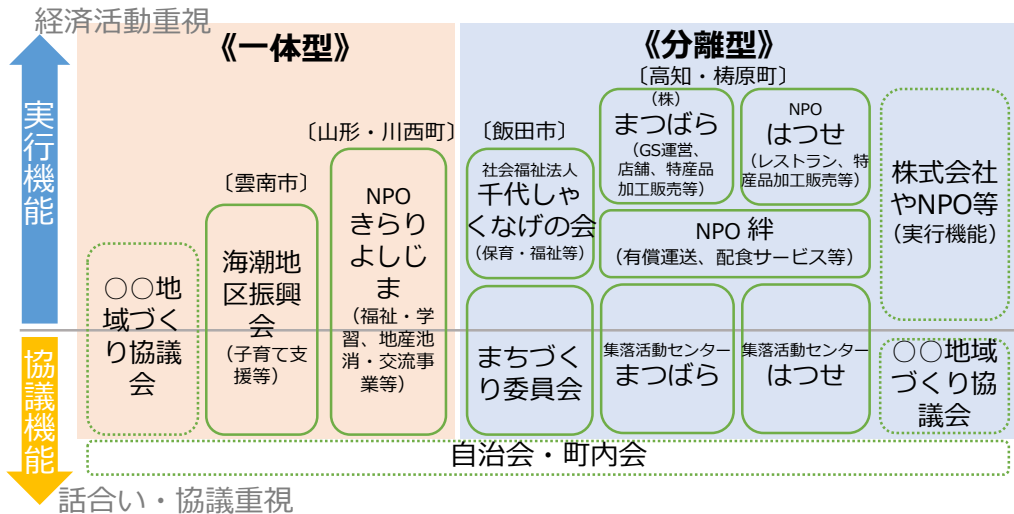 経済活動重視
実行機能
協議機能
話合い・協議重視
《一体型》
○○地
域づく
り協議
会
〔雲南市〕
海潮地
区振興
会
(子育て支
援等)
〔山形・川西町〕
NPO
きらり
よしじ
ま
(福祉・学
習、地産池
消・交流事
業等)
《分離型》
〔飯田市〕
社会福祉法人
千代しゃ
くなげの会
(保育・福祉等)
まちづく
り委員会
〔高知・梼原町〕
(株)
まつばら
(GS運営、
店舗、特産品
加工販売等)
NPO
はつせ
(レストラン、特
産品加工販売等)
NPO 絆
(有償運送、配食サービス等)
集落活動センター
まつばら
集落活動センター
はつせ
株式会社
やNPO等
(実行機能)
○○地域
づくり協
議会
自治会・町内会